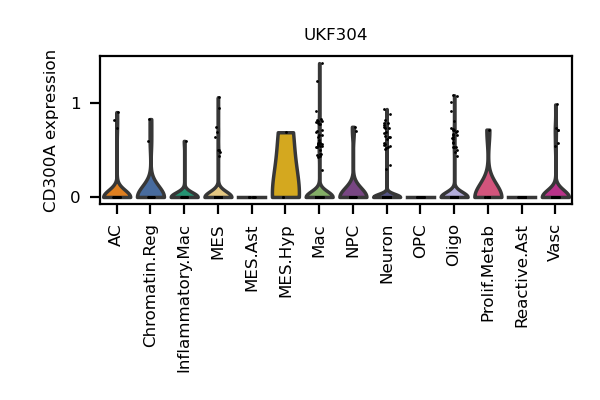 UKF304
CD300A expression
1
0
AC
Chromatin.Reg
Inflammatory.Mac
MES
MES.Ast
MES.Hyp
Mac
NPC
Neuron
OPC
Oligo
Prolif.Metab
Reactive.Ast
Vasc